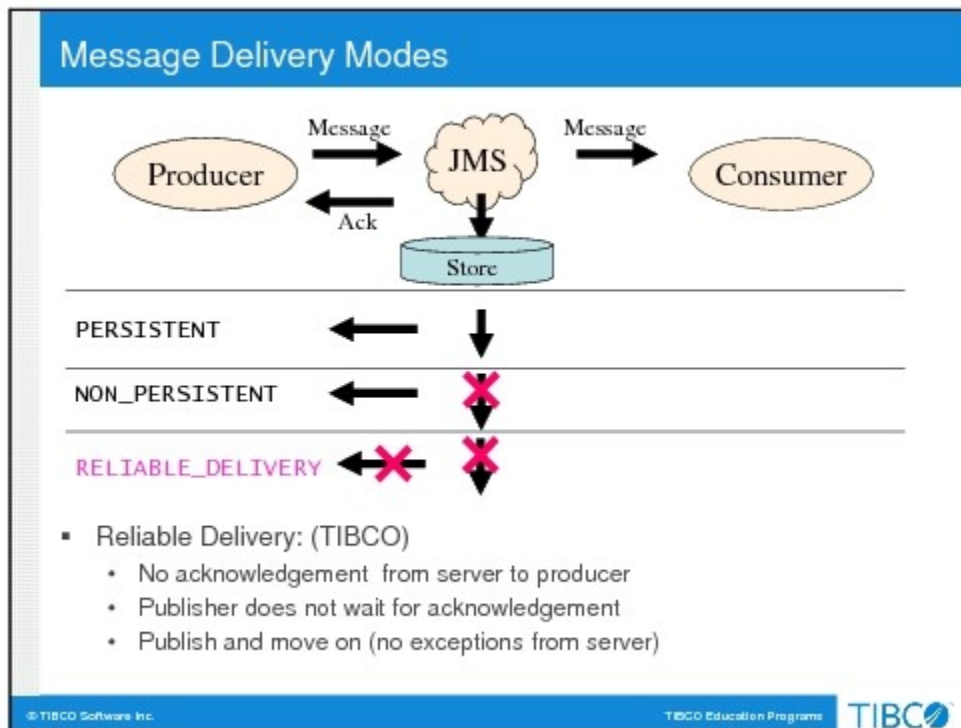 Message Delivery Modes
Message
Message
Producer
JMS
Consumer
Ack
Store
PERSISTENT
NON_PERSISTENT
RELIABLE_DELIVERY
▪ Reliable Delivery: (TIBCO)
• No acknowledgement from server to producer
• Publisher does not wait for acknowledgement
• Publish and move on (no exceptions from server)
© TIBCO Software Inc.
TIBCO Education Programs
TIBCO